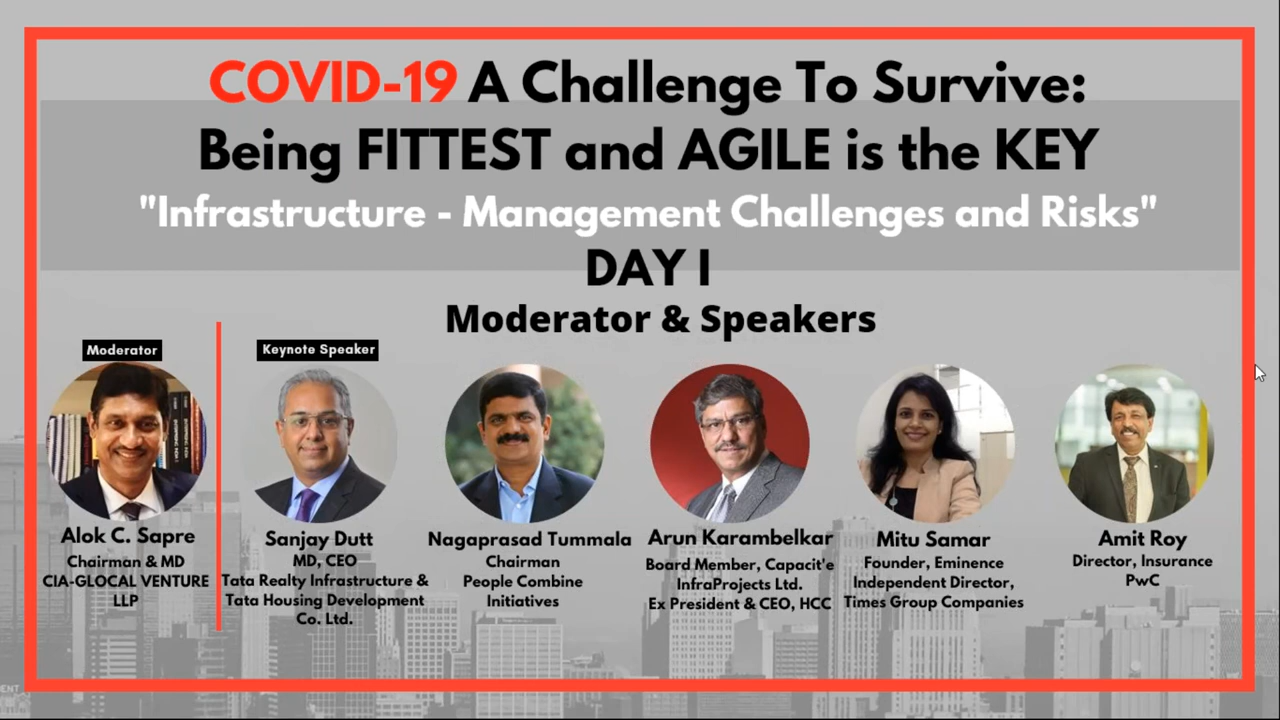 COVID-19 A Challenge To Survive:
Being FITTEST and AGILE is the KEY
"Infrastructure - Management Challenges and Risks"
DAY I
Moderator & Speakers
Moderator
Keynote Speaker
Alok C. Sapre
Chairman & MD
CIA-GLOCAL VENTURE
LLP
Sanjay Dutt
MD, CEO
Tata Realty Infrastructure &
Tata Housing Development
Co. Ltd.
Nagaprasad Tummala
Chairman
People Combine
Initiatives
Arun Karambelkar
Board Member, Capacit'e
InfraProjects Ltd.
Ex President & CEO, HCC
Mitu Samar
Founder, Eminence
Independent Director,
Times Group Companies
Amit Roy
Director, Insurance
PwC